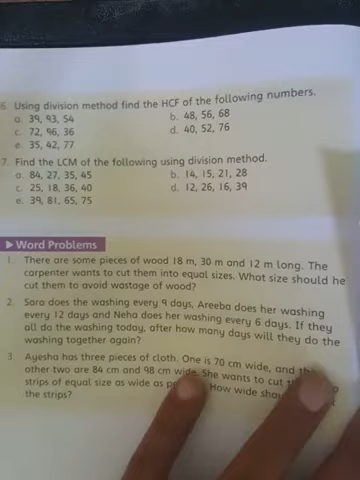 6. Using division method find the HCF of the following numbers.
a. 39, 93, 54 b. 48, 56, 68
c. 72, 96, 36 d. 40, 52, 76
e. 35, 42, 77
7. Find the LCM of the following using division method.
a. 84, 27, 35, 45 b. 14, 15, 21, 28
c. 25, 18, 36, 40 d. 12, 26, 16, 39
e. 39, 81, 65, 75
Word Problems
1. There are some pieces of wood 18 m, 30 m and 12 m long. The
carpenter wants to cut them into equal sizes. What size should he
cut them to avoid wastage of wood?
2. Sara does the washing every 9 days, Areeba does her washing
every 12 days and Neha does her washing every 6 days. If they
all do the washing today, after how many days will they do the
washing together again?
3. Ayesha has three pieces of cloth. One is 70 cm wide, and
other two are 84 cm and 98 cm wide. She wants to cut
strips of equal size as wide as How wide
the strips?